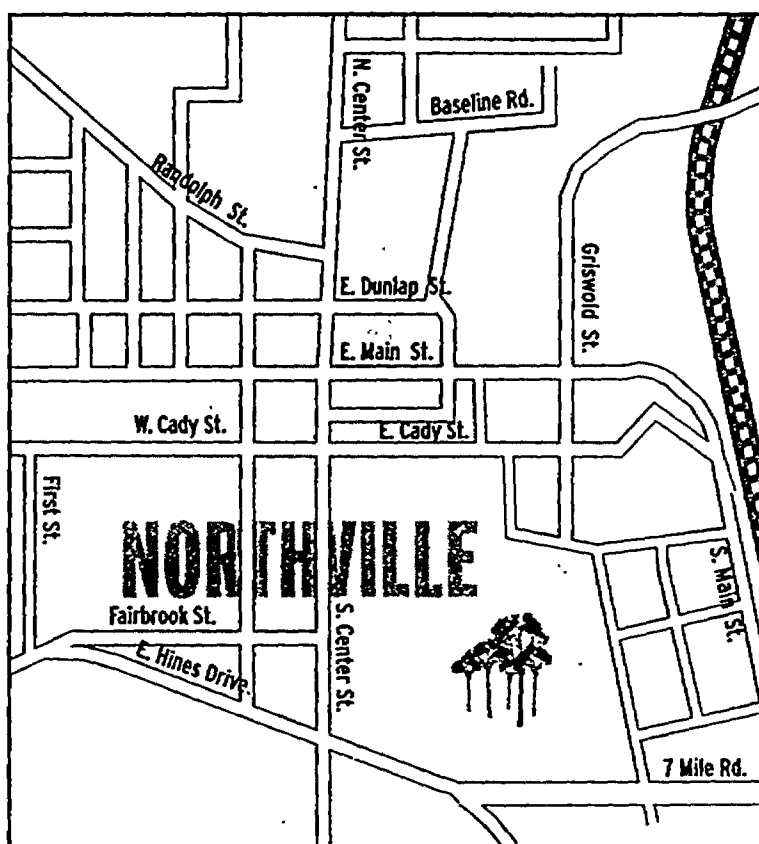 N. Center St.
Baseline Rd.
Randolph St.
Griswold St.
E. Dunlap St.
E. Main St.
W. Cady St.
E. Cady St.
First St.
NORTHVILLE
S. Main St.
Fairbrook St.
S. Center St.
E. Hines Drive.
7 Mile Rd.